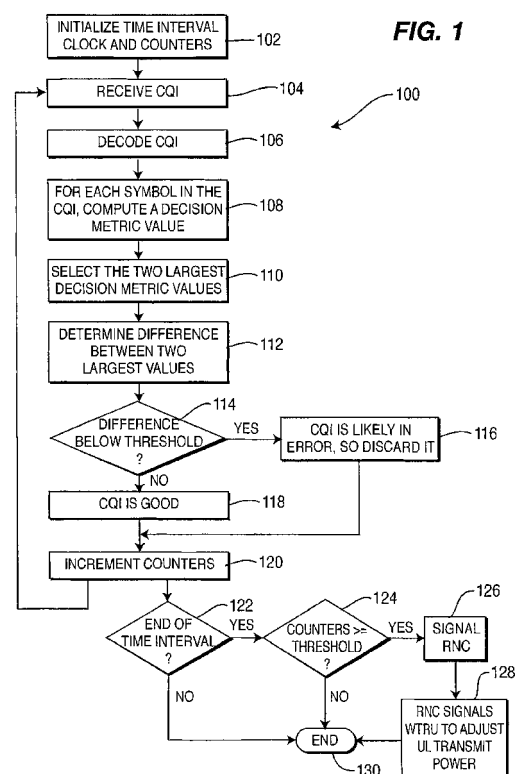 FIG. 1
INITIALIZE TIME INTERVAL
CLOCK AND COUNTERS
102
RECEIVE CQI
104
100
DECODE CQI
106
FOR EACH SYMBOL IN THE
CQI, COMPUTE A DECISION
METRIC VALUE
108
SELECT THE TWO LARGEST
DECISION METRIC VALUES
110
DETERMINE DIFFERENCE
BETWEEN TWO
LARGEST VALUES
112
DIFFERENCE
BELOW THRESHOLD
?
114
YES
CQI IS LIKELY IN
ERROR, SO DISCARD IT
116
NO
CQI IS GOOD
118
INCREMENT COUNTERS
120
END OF
TIME INTERVAL
?
122
YES
COUNTERS >=
THRESHOLD
?
124
YES
SIGNAL
RNC
126
NO
NO
RNC SIGNALS
WTRU TO ADJUST
UL TRANSMIT
POWER
128
END
130